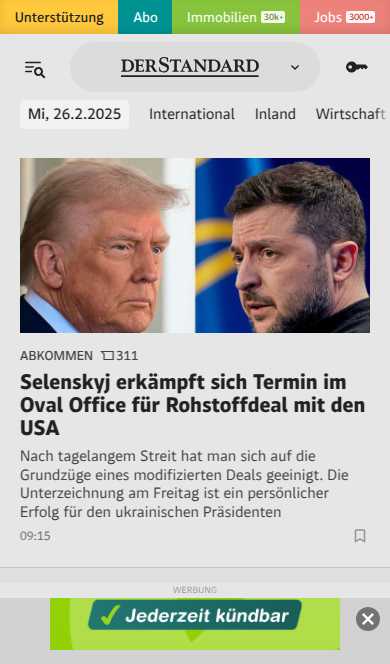 Unterstützung Abo Immobilien 30k+ Jobs 3000+
DERSTANDARD
Mi, 26.2.2025 International Inland Wirtschaft
ABKOMMEN 311
Selenskyj erkämpft sich Termin im
Oval Office für Rohstoffdeal mit den
USA
Nach tagelangem Streit hat man sich auf die
Grundzüge eines modifizierten Deals geeinigt. Die
Unterzeichnung am Freitag ist ein persönlicher
Erfolg für den ukrainischen Präsidenten
09:15
WERBUNG
Jederzeit kündbar